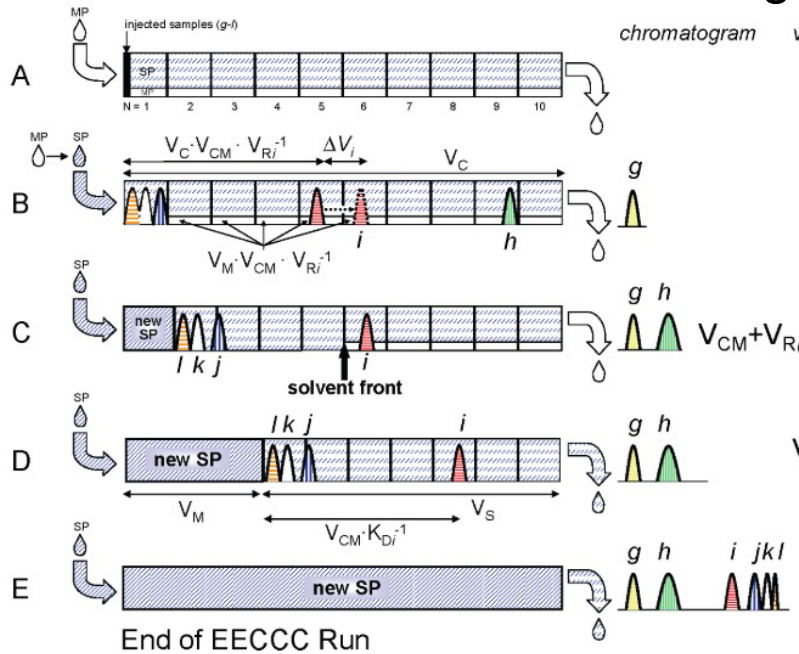 g
MP
injected samples (g-l)
chromatogram
A
SP
MP
N = 1 2 3 4 5 6 7 8 9 10
MP SP
V_C·V_CM · V_Ri^-1 ΔV_i
V_C
g
B
i h
V_M·V_CM · V_Ri^-1
SP
C
new
SP
g h
V_CM+V_Ri
l k j i
solvent front
SP
l k j i
g h
D
new SP
V_M V_S
V_CM·K_Di^-1
SP
g h i jkl
E
new SP
End of EECCC Run